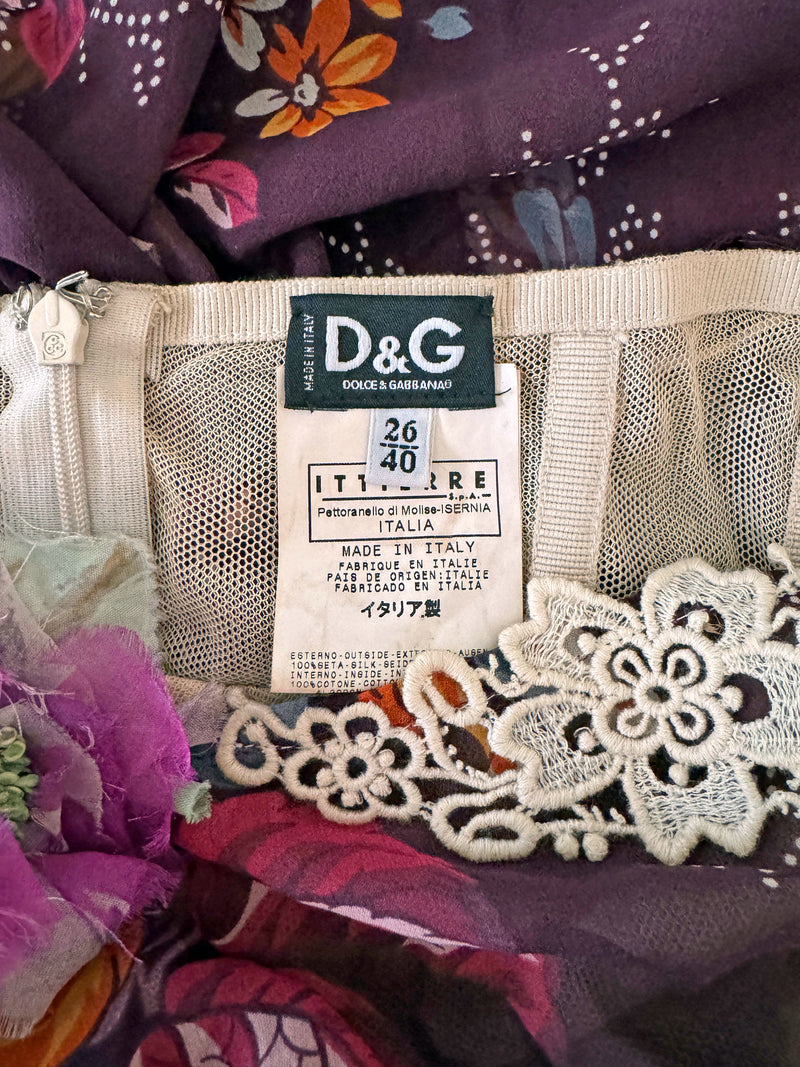 MADE IN ITALY
D&G
DOLCE & GABBANA
26
40
ITTIERRE
S.p.A.
Pettoranello di Molise-ISERNIA
ITALIA
MADE IN ITALY
FABRIQUE EN ITALIE
PAIS DE ORIGEN:ITALIE
FABRICADO EN ITALIA
イタリア製
ESTERNO-OUTSIDE-EXTE
100%SETA-SILK-SEIDE
INTERNO-INSIDE-IN
100%COTONE-COTTO